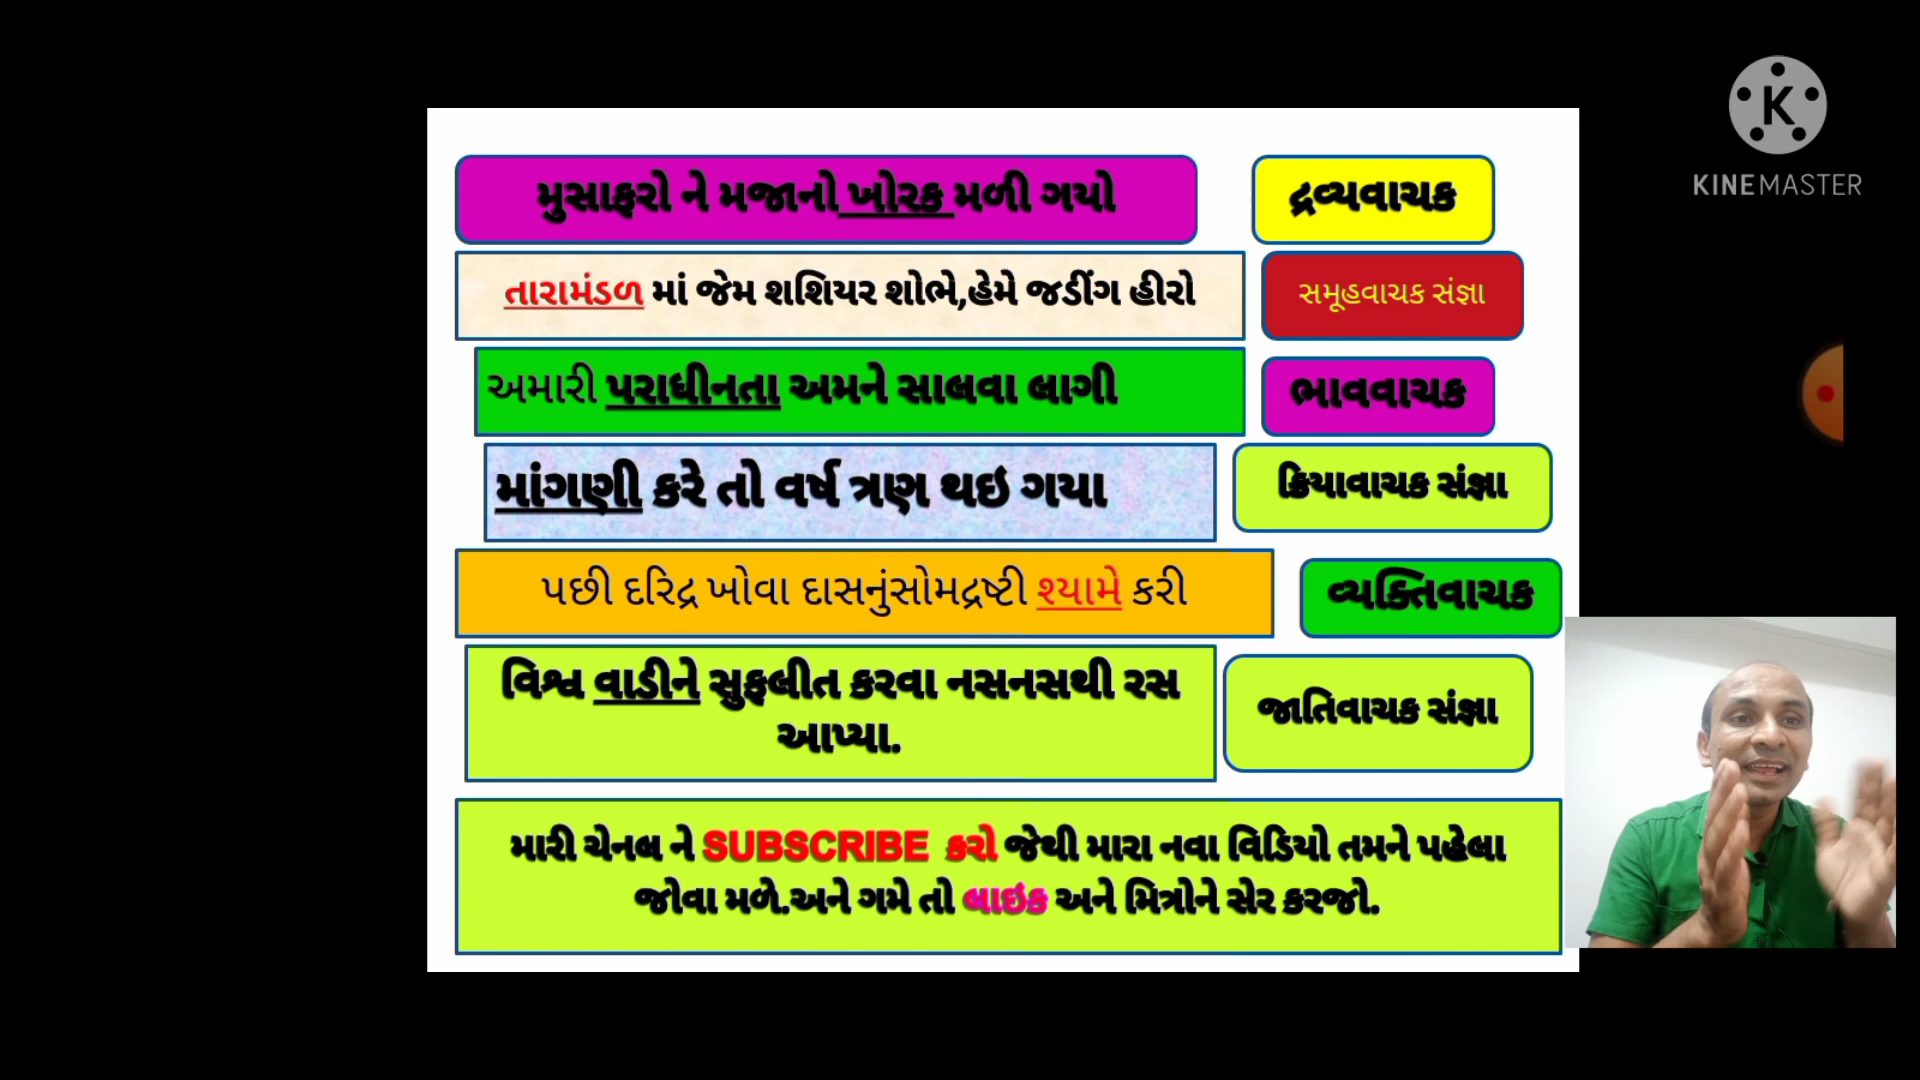 મુસાફરો ને મજાનો ખોરક મળી ગયો
દ્રવ્યવાચક
તારામંડળ માં જેમ શશિયર શોભે,હેમે જડીંગ હીરો
સમૂહવાચક સંજ્ઞા
અમારી પરાધીનતા અમને સાલવા લાગી
ભાવવાચક
માંગણી કરે તો વર્ષ ત્રણ થઇ ગયા
ક્રિયાવાચક સંજ્ઞા
પછી દરિદ્ર ખોવા દાસનુંસોમદ્રષ્ટી શ્યામે કરી
વ્યક્તિવાચક
વિશ્વ વાડીને સુફલીત કરવા નસનસથી રસ
આપ્યા.
જાતિવાચક સંજ્ઞા
મારી ચેનલ ને SUBSCRIBE કરો જેથી મારા નવા વિડિયો તમને પહેલા
જોવા મળે.અને ગમે તો લાઇક અને મિત્રોને સેર કરજો.
K
KINEMASTER